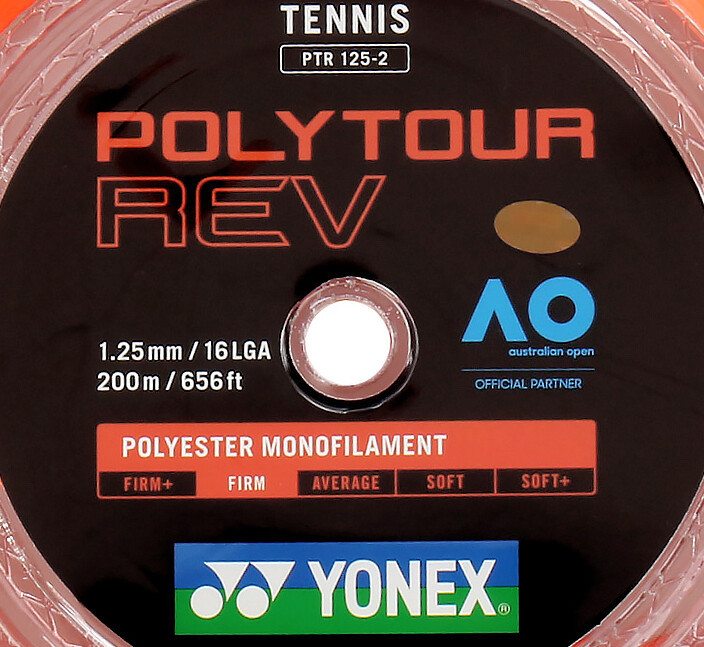 TENNIS
PTR 125-2
POLYTOUR
REV
AO
australian open
OFFICIAL PARTNER
1.25mm / 16LGA
200m / 656ft
POLYESTER MONOFILAMENT
FIRM+ FIRM AVERAGE SOFT SOFT+
YONEX®